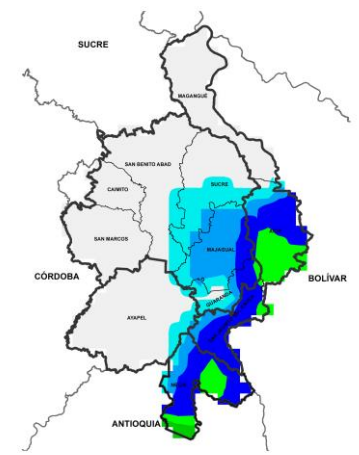 SUCRE
MAGANGUÉ
SAN BENITO ABAD
CAIMITO
SUCRE
SAN MARCOS
MAJAGUAL
CÓRDOBA
BOLÍVAR
GUARANDA
AYAPEL
ANTIOQUIA